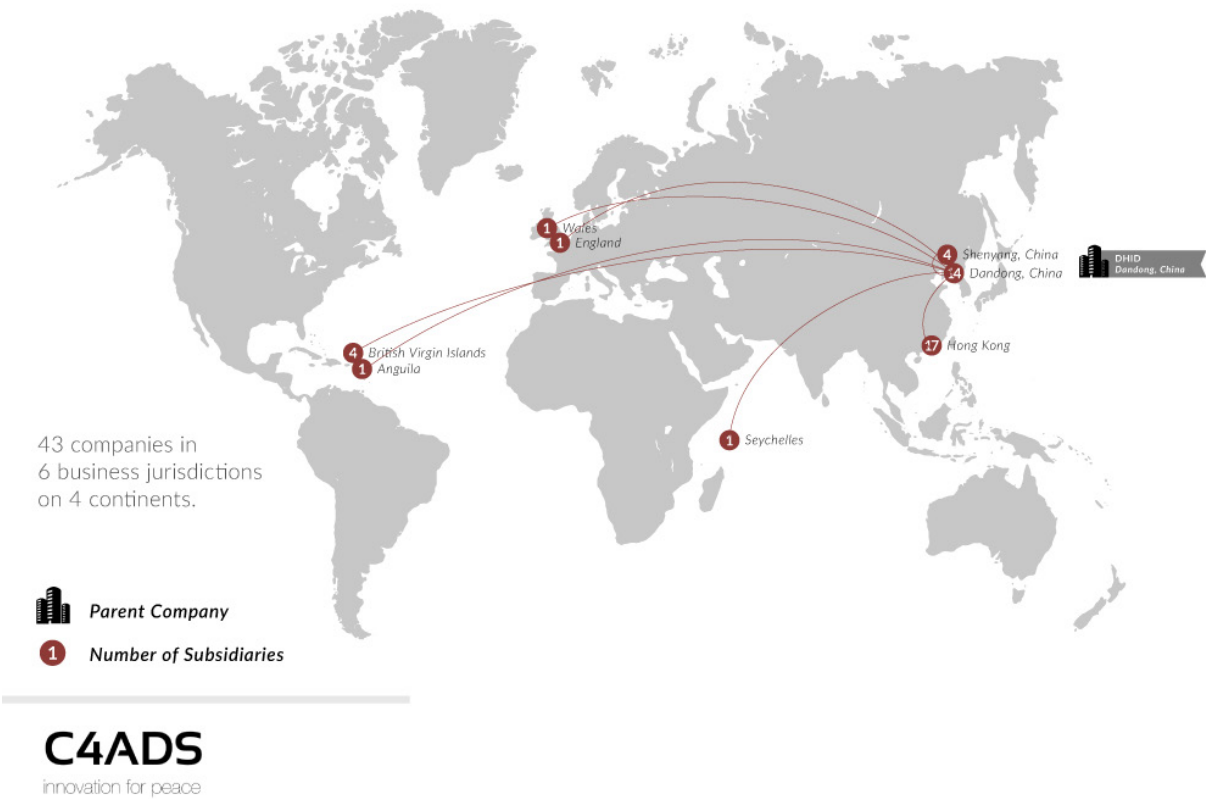 1 Wales
1 England
4 Shenyang, China
14 Dandong, China
DHID
Dandong, China
17 Hong Kong
4 British Virgin Islands
1 Anguila
1 Seychelles
43 companies in
6 business jurisdictions
on 4 continents.
Parent Company
1 Number of Subsidiaries
C4ADS
innovation for peace